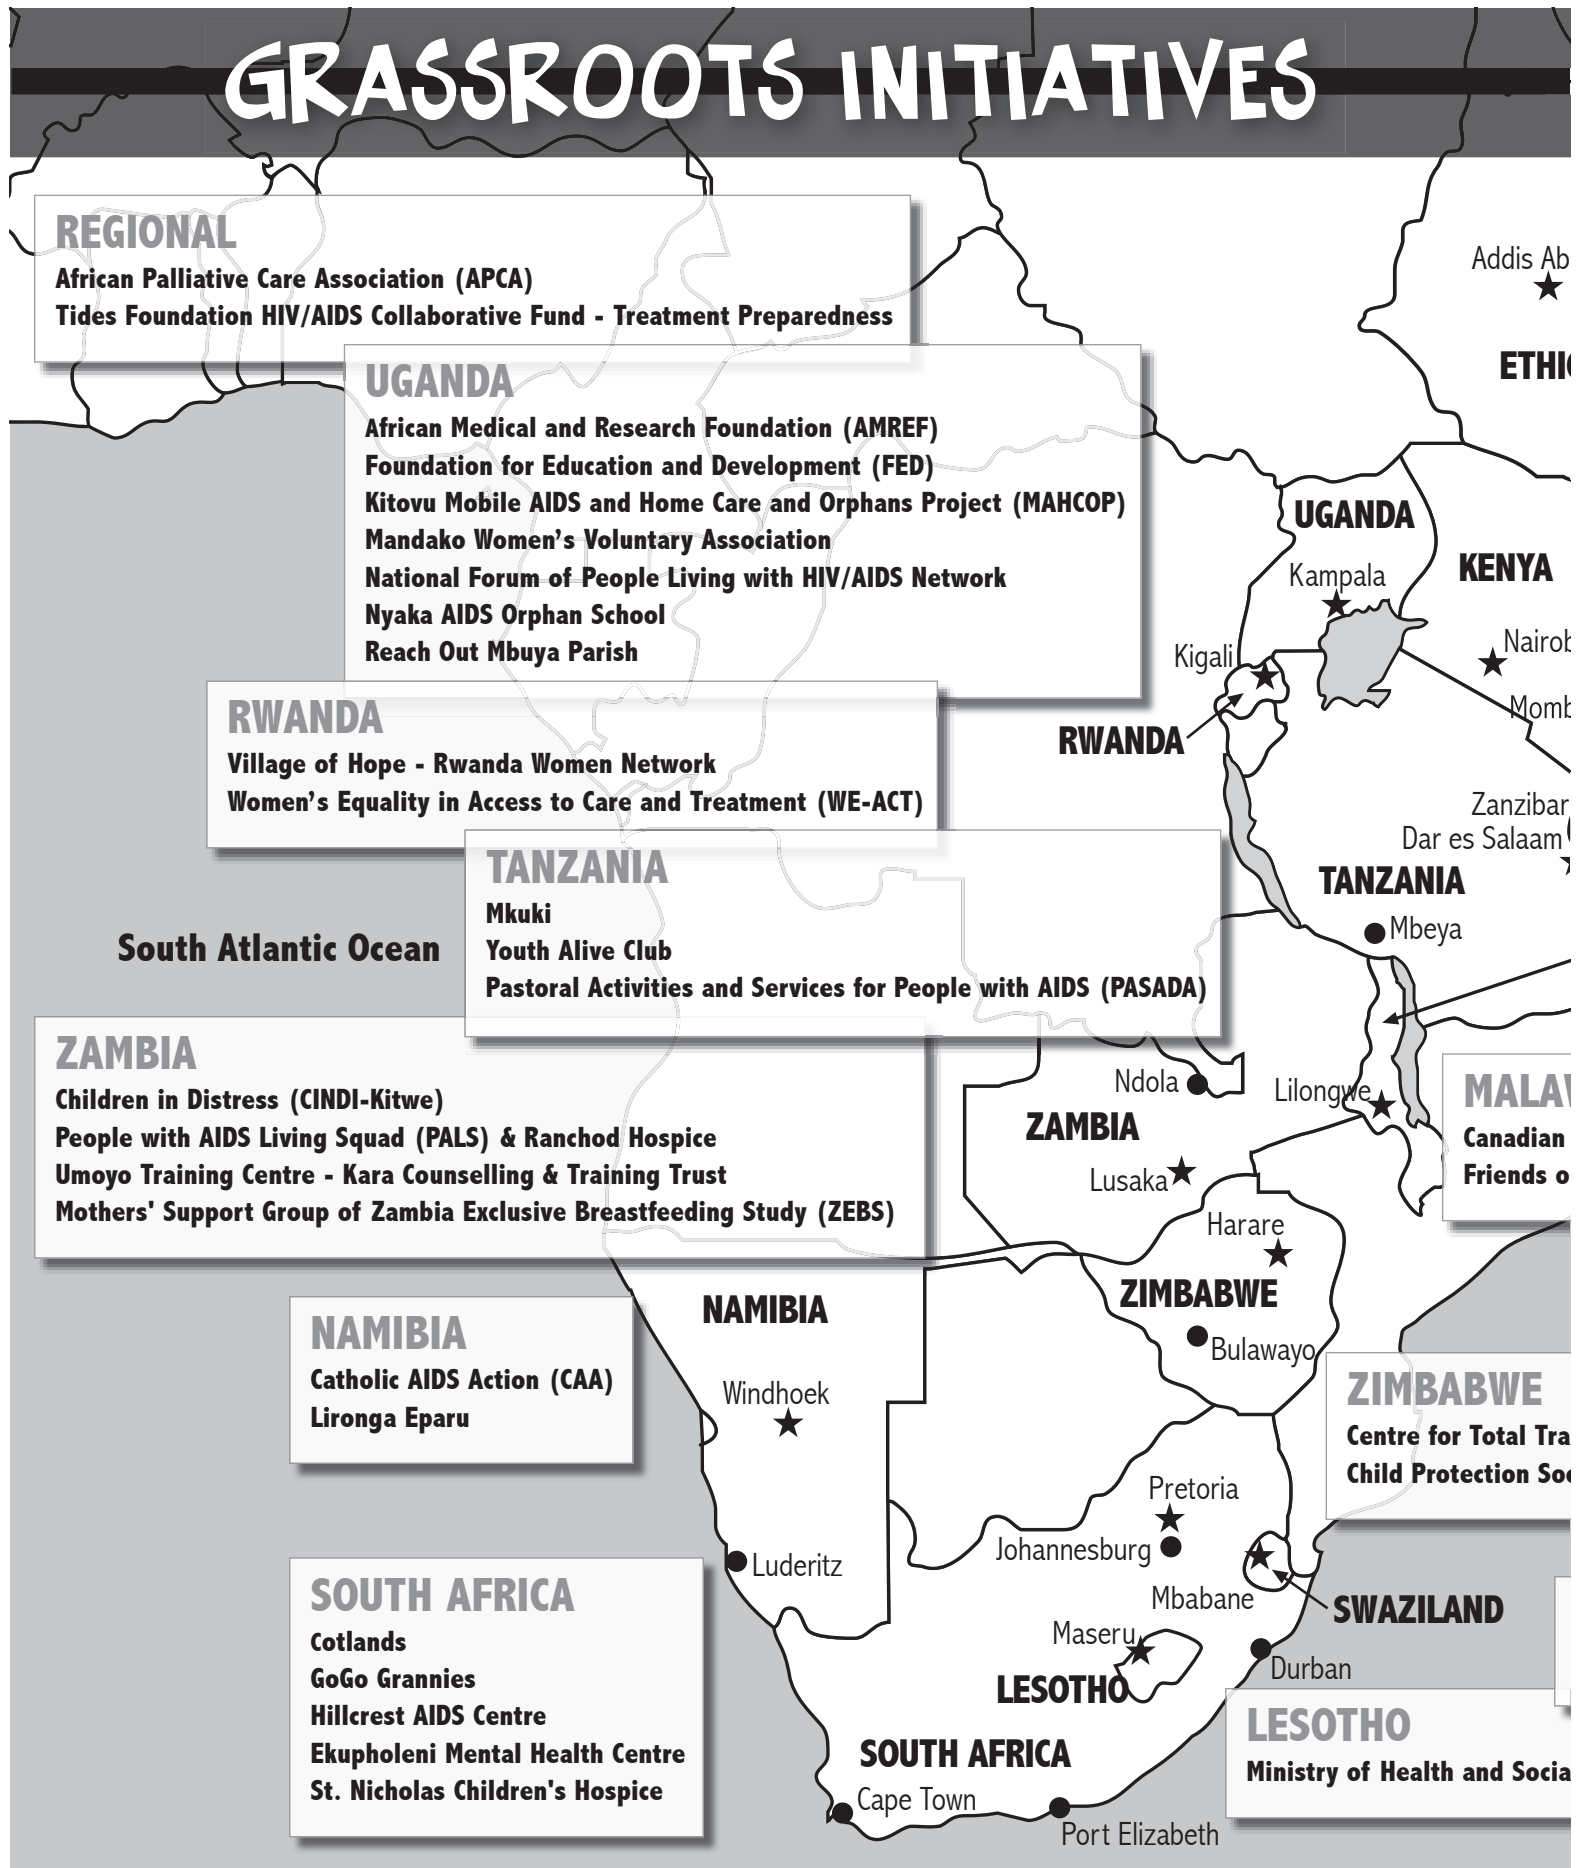 GRASSROOTS INITIATIVES
REGIONAL
African Palliative Care Association (APCA)
Tides Foundation HIV/AIDS Collaborative Fund - Treatment Preparedness
UGANDA
African Medical and Research Foundation (AMREF)
Foundation for Education and Development (FED)
Kitovu Mobile AIDS and Home Care and Orphans Project (MAHCOP)
Mandako Women’s Voluntary Association
National Forum of People Living with HIV/AIDS Network
Nyaka AIDS Orphan School
Reach Out Mbuya Parish
RWANDA
Village of Hope - Rwanda Women Network
Women’s Equality in Access to Care and Treatment (WE-ACT)
TANZANIA
Mkuki
Youth Alive Club
Pastoral Activities and Services for People with AIDS (PASADA)
South Atlantic Ocean
ZAMBIA
Children in Distress (CINDI-Kitwe)
People with AIDS Living Squad (PALS) & Ranchod Hospice
Umoyo Training Centre - Kara Counselling & Training Trust
Mothers' Support Group of Zambia Exclusive Breastfeeding Study (ZEBS)
NAMIBIA
Catholic AIDS Action (CAA)
Lironga Eparu
SOUTH AFRICA
Cotlands
GoGo Grannies
Hillcrest AIDS Centre
Ekupholeni Mental Health Centre
St. Nicholas Children's Hospice
Addis Ab
ETHIO
UGANDA
Kampala
KENYA
Nairob
Kigali
Momb
RWANDA
Zanzibar
Dar es Salaam
TANZANIA
Mbeya
Ndola
Lilongwe
ZAMBIA
Lusaka
MALAW
Canadian
Friends o
Harare
ZIMBABWE
Bulawayo
NAMIBIA
Windhoek
Luderitz
ZIMBABWE
Centre for Total Tra
Child Protection Soc
Pretoria
Johannesburg
Mbabane
SWAZILAND
Maseru
LESOTHO
Durban
LESOTHO
Ministry of Health and Socia
SOUTH AFRICA
Cape Town
Port Elizabeth